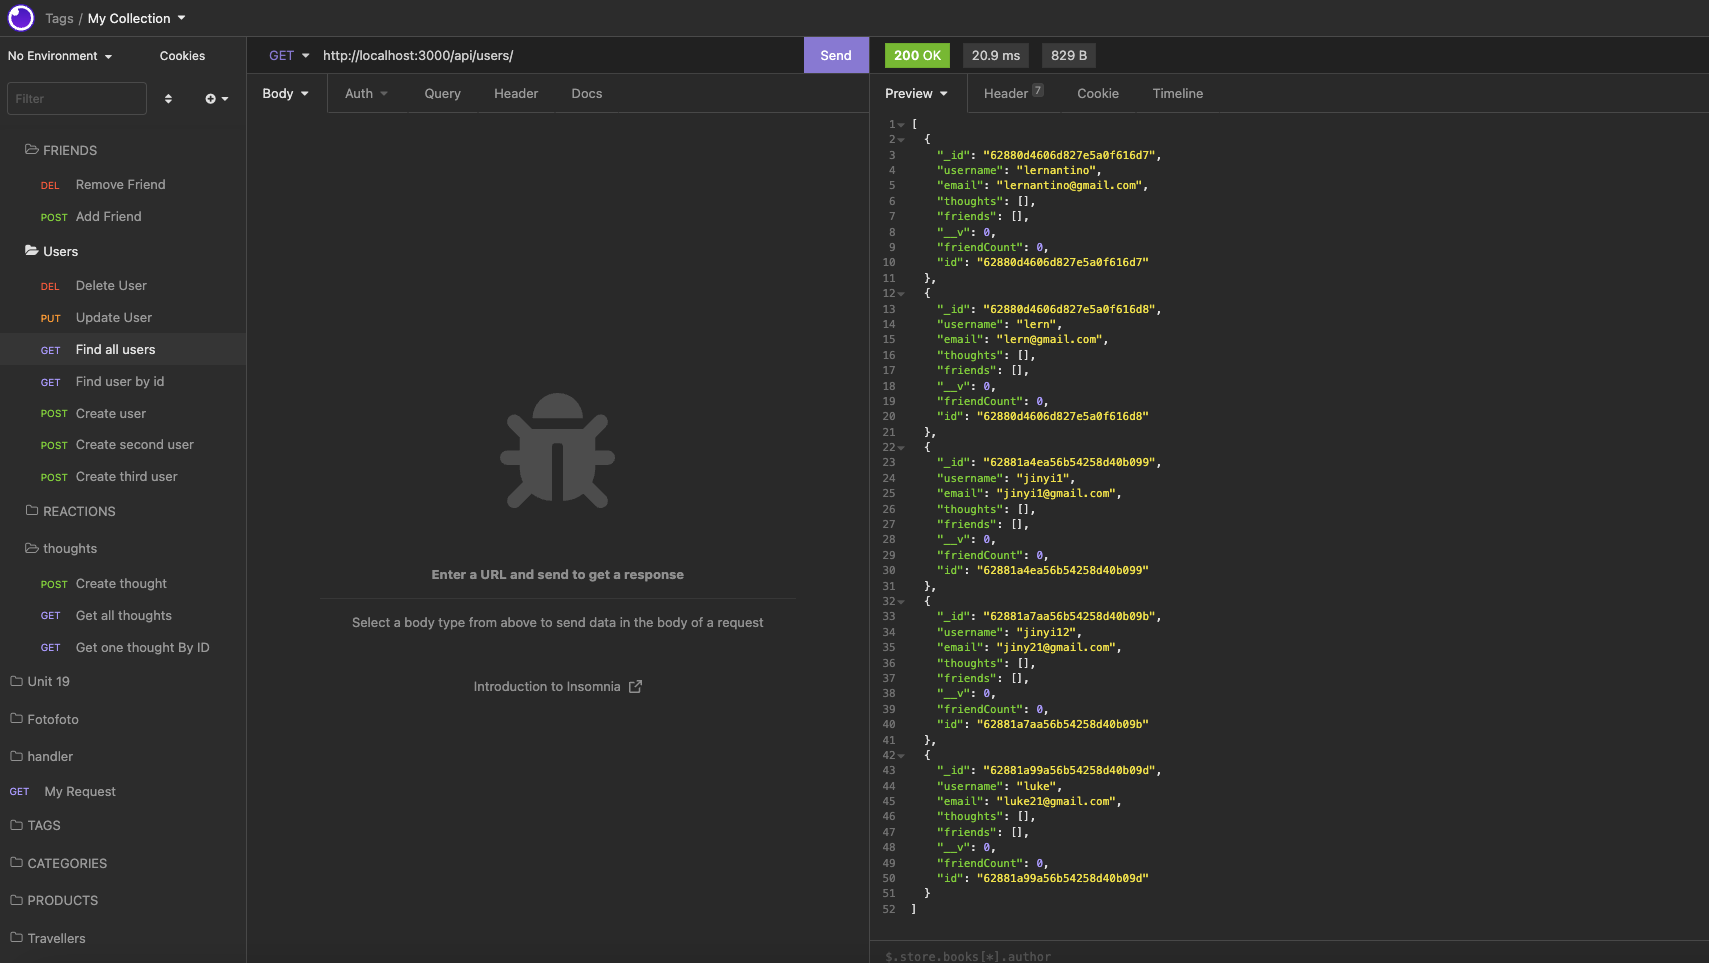 Tags / My Collection
No Environment
Cookies
GET
http://localhost:3000/api/users/
Send
200 OK
20.9 ms
829 B
Filter
Body
Auth
Query
Header
Docs
Preview
Header 7
Cookie
Timeline
FRIENDS
DEL Remove Friend
POST Add Friend
Users
DEL Delete User
PUT Update User
GET Find all users
GET Find user by id
POST Create user
POST Create second user
POST Create third user
REACTIONS
thoughts
POST Create thought
GET Get all thoughts
GET Get one thought By ID
Unit 19
Fotofoto
handler
GET My Request
TAGS
CATEGORIES
PRODUCTS
Travellers
Enter a URL and send to get a response
Select a body type from above to send data in the body of a request
Introduction to Insomnia
1 [
2 {
3 "_id": "62880d4606d827e5a0f616d7",
4 "username": "lernantino",
5 "email": "lernantino@gmail.com",
6 "thoughts": [],
7 "friends": [],
8 "__v": 0,
9 "friendCount": 0,
10 "id": "62880d4606d827e5a0f616d7"
11 },
12 {
13 "_id": "62880d4606d827e5a0f616d8",
14 "username": "lern",
15 "email": "lern@gmail.com",
16 "thoughts": [],
17 "friends": [],
18 "__v": 0,
19 "friendCount": 0,
20 "id": "62880d4606d827e5a0f616d8"
21 },
22 {
23 "_id": "62881a4ea56b54258d40b099",
24 "username": "jinyi1",
25 "email": "jinyi1@gmail.com",
26 "thoughts": [],
27 "friends": [],
28 "__v": 0,
29 "friendCount": 0,
30 "id": "62881a4ea56b54258d40b099"
31 },
32 {
33 "_id": "62881a7aa56b54258d40b09b",
34 "username": "jinyi12",
35 "email": "jiny21@gmail.com",
36 "thoughts": [],
37 "friends": [],
38 "__v": 0,
39 "friendCount": 0,
40 "id": "62881a7aa56b54258d40b09b"
41 },
42 {
43 "_id": "62881a99a56b54258d40b09d",
44 "username": "luke",
45 "email": "luke21@gmail.com",
46 "thoughts": [],
47 "friends": [],
48 "__v": 0,
49 "friendCount": 0,
50 "id": "62881a99a56b54258d40b09d"
51 }
52 ]
$.store.books[*].author